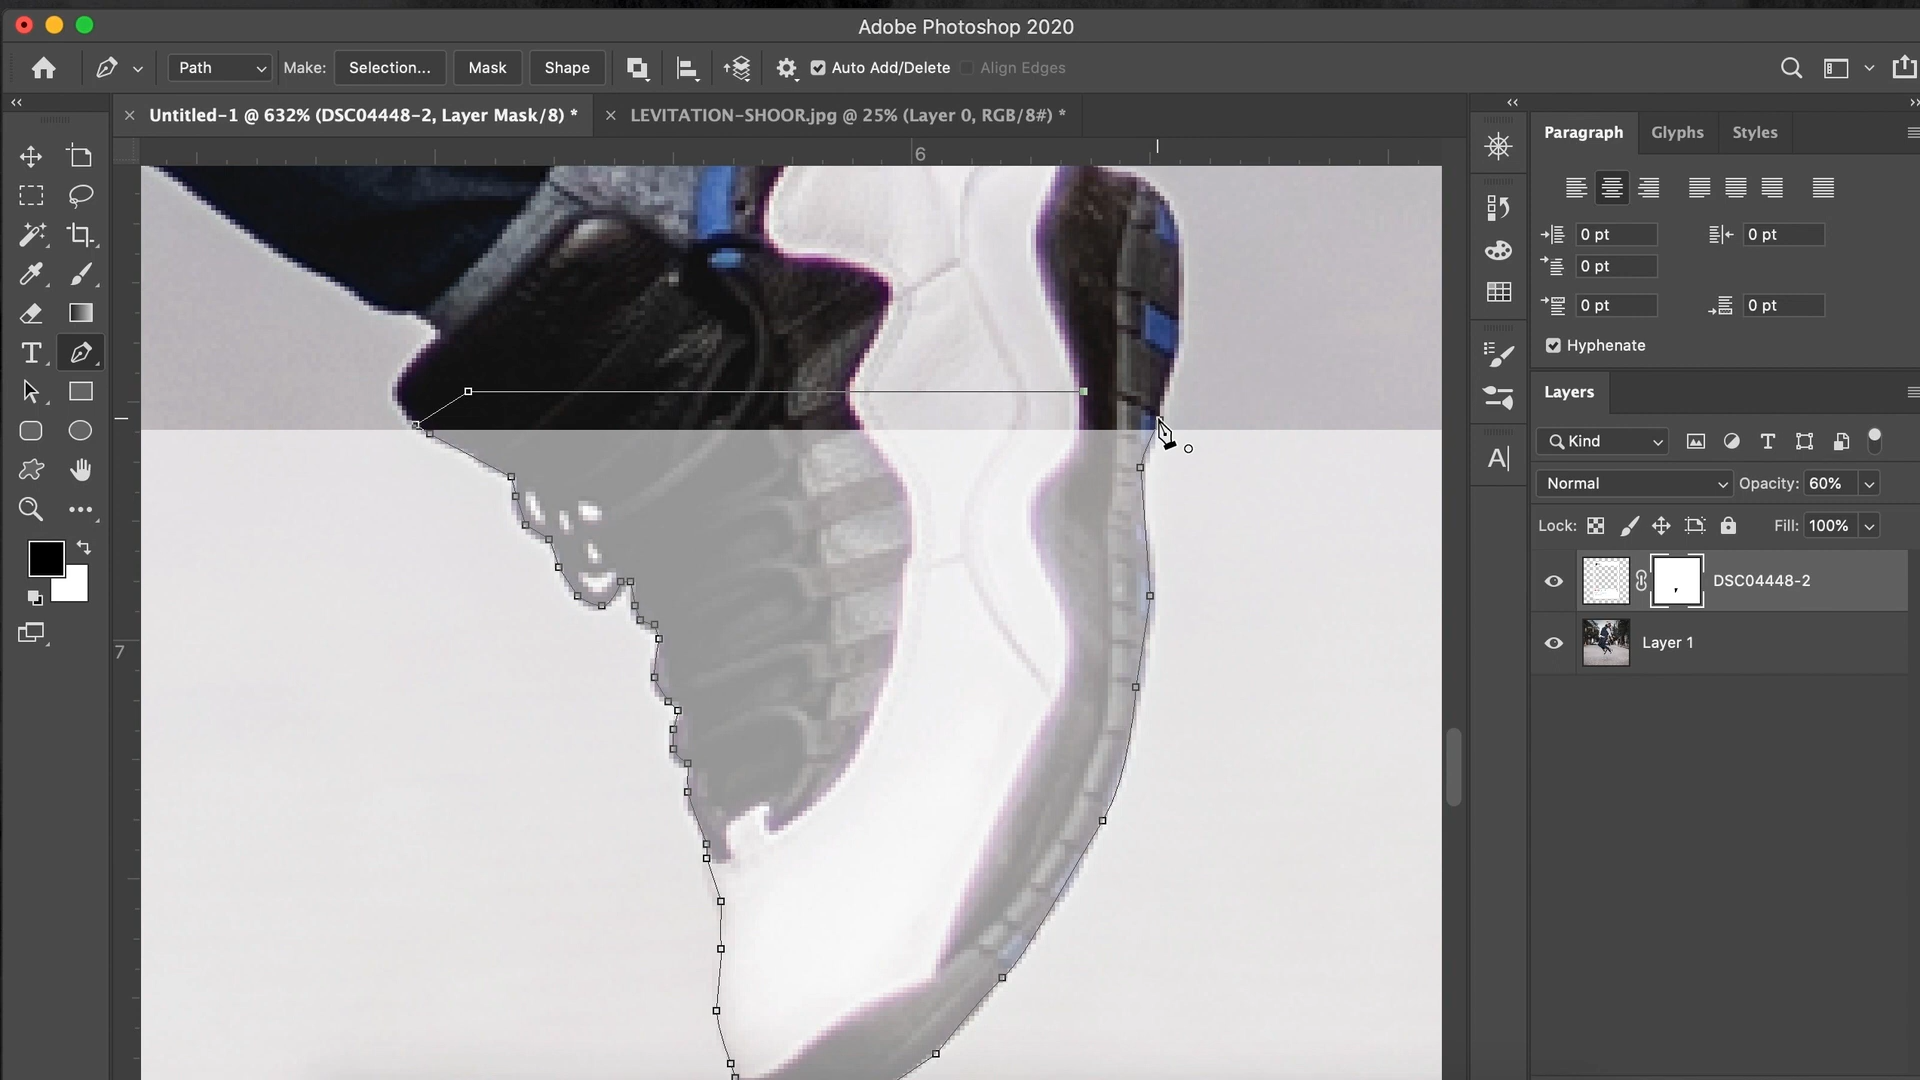 Adobe Photoshop 2020
Path Make: Selection... Mask Shape Auto Add/Delete Align Edges
Untitled-1 @ 632% (DSC04448-2, Layer Mask/8) * LEVITATION-SHOOR.jpg @ 25% (Layer 0, RGB/8#) *
Paragraph Glyphs Styles
6
0 pt 0 pt
0 pt
0 pt 0 pt
Hyphenate
Layers
Kind
Normal Opacity: 60%
Lock: Fill: 100%
DSC04448-2
7
Layer 1